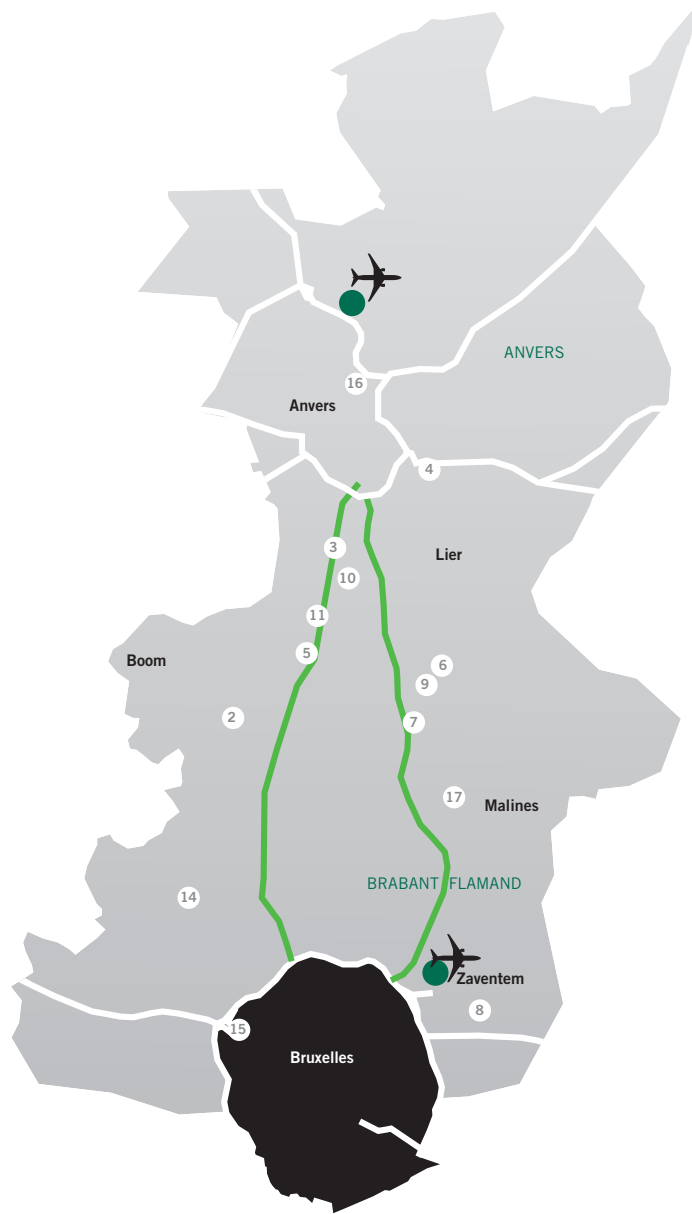 ANVERS
16
Anvers
4
3
Lier
10
11
5
Boom
6
9
2
7
17
Malines
BRABANT FLAMAND
14
Zaventem
8
15
Bruxelles